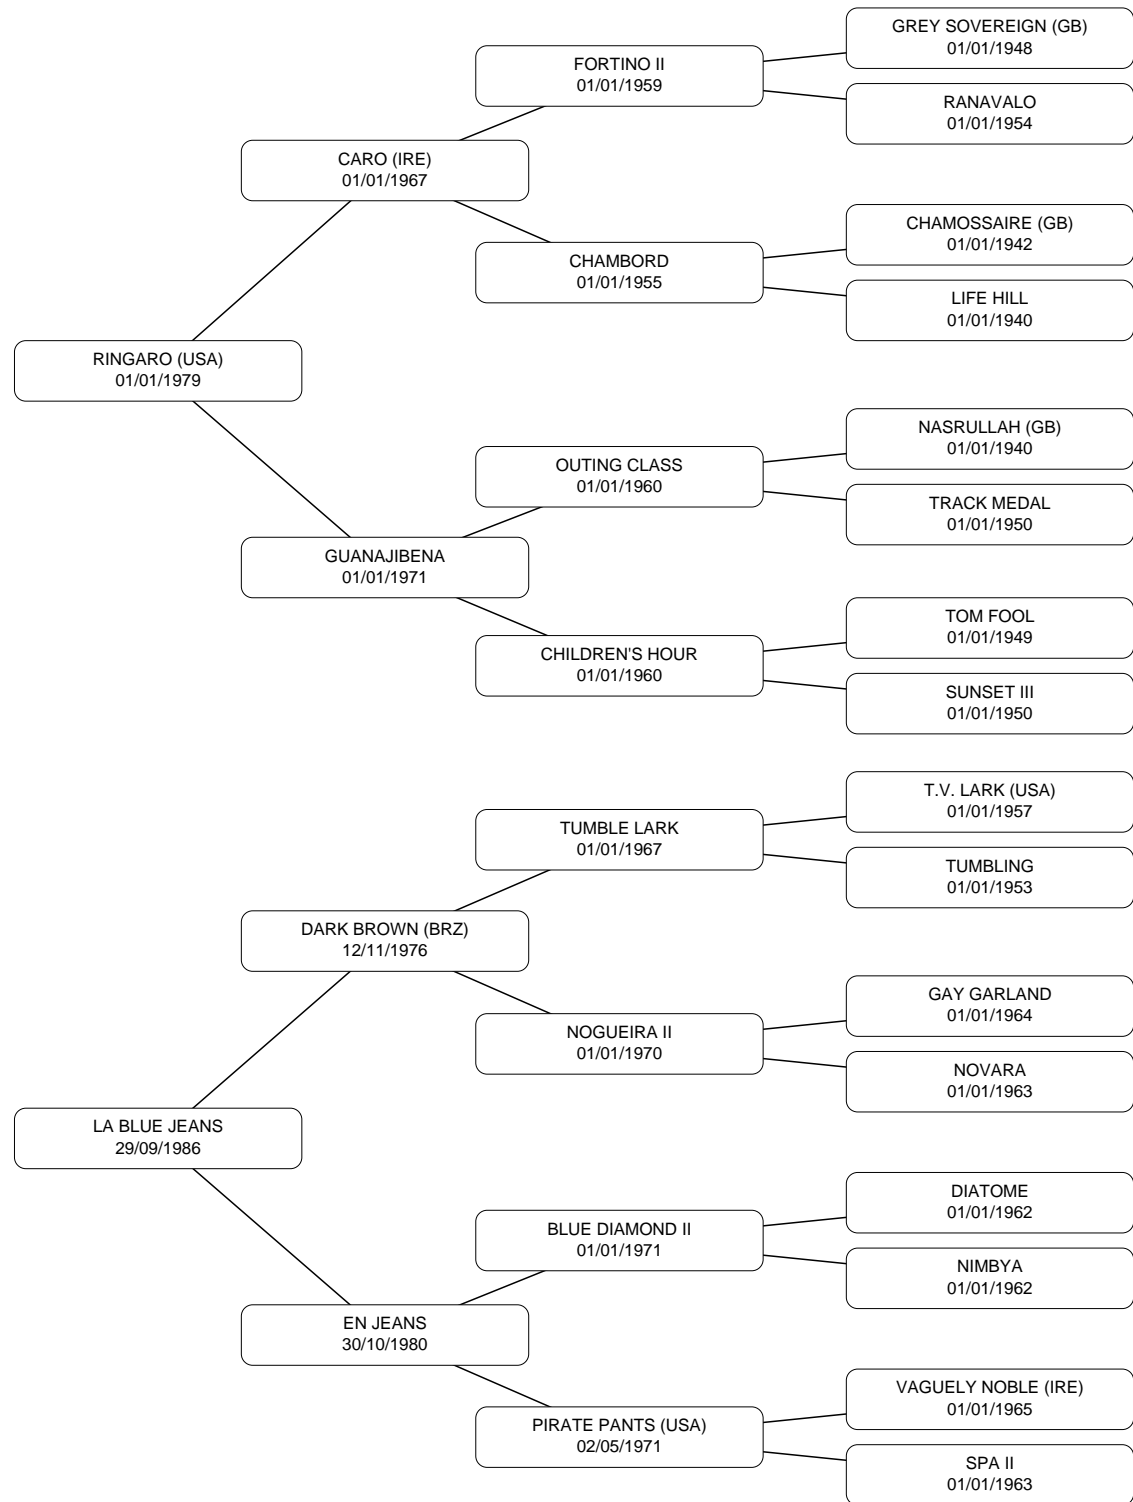 GREY SOVEREIGN (GB)
01/01/1948
FORTINO II
01/01/1959
RANAVALO
01/01/1954
CARO (IRE)
01/01/1967
CHAMOSSAIRE (GB)
01/01/1942
CHAMBORD
01/01/1955
LIFE HILL
01/01/1940
RINGARO (USA)
01/01/1979
NASRULLAH (GB)
01/01/1940
OUTING CLASS
01/01/1960
TRACK MEDAL
01/01/1950
GUANAJIBENA
01/01/1971
TOM FOOL
01/01/1949
CHILDREN'S HOUR
01/01/1960
SUNSET III
01/01/1950
T.V. LARK (USA)
01/01/1957
TUMBLE LARK
01/01/1967
TUMBLING
01/01/1953
DARK BROWN (BRZ)
12/11/1976
GAY GARLAND
01/01/1964
NOGUEIRA II
01/01/1970
NOVARA
01/01/1963
LA BLUE JEANS
29/09/1986
DIATOME
01/01/1962
BLUE DIAMOND II
01/01/1971
NIMBYA
01/01/1962
EN JEANS
30/10/1980
VAGUELY NOBLE (IRE)
01/01/1965
PIRATE PANTS (USA)
02/05/1971
SPA II
01/01/1963